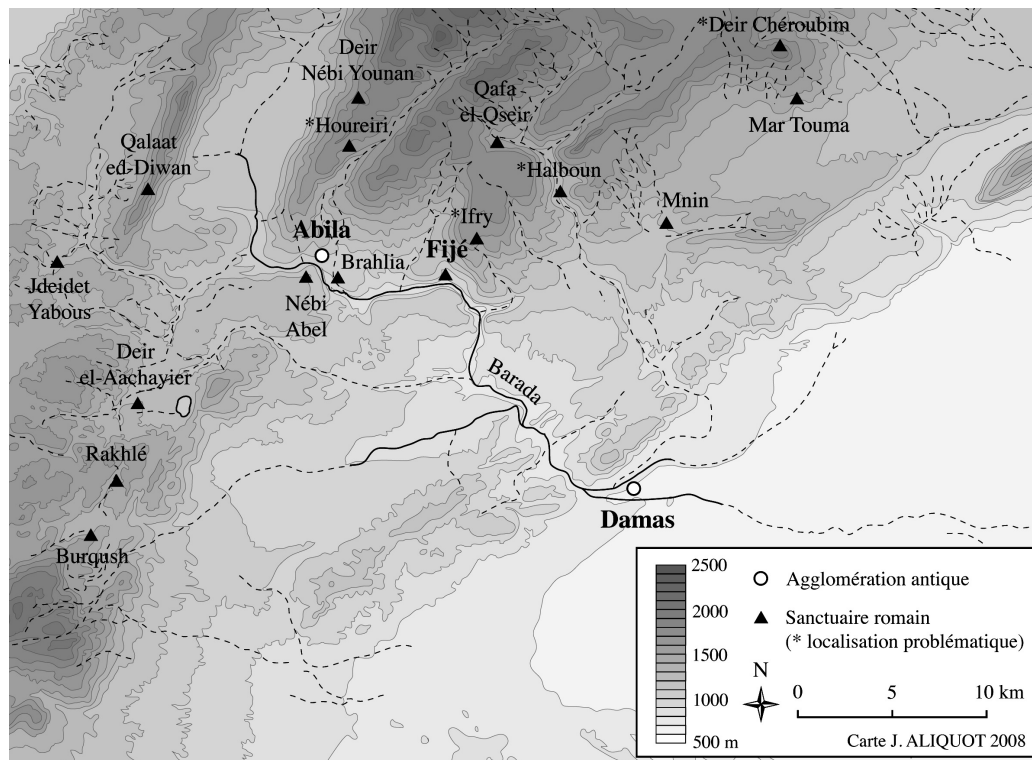 *Deir Chéroubim
Deir
Nébi Younan
Qafa
el-Qseir
*Houreiri
Mar Touma
Qalaat
ed-Diwan
*Halboun
Mnin
*Ifry
Abila
Fijé
Brahlia
Jdeidet
Yabous
Nébi
Abel
Deir
el-Aachayier
Barada
Rakhlé
Damas
Burqush
2500
2000
1500
1000
500 m
Agglomération antique
Sanctuaire romain
(* localisation problématique)
N
0 5 10 km
Carte J. ALIQUOT 2008